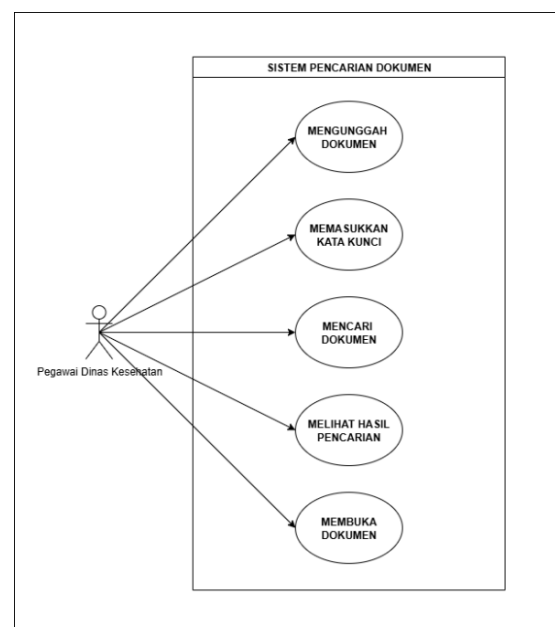 SISTEM PENCARIAN DOKUMEN
MENGUNGGAH
DOKUMEN
MEMASUKKAN
KATA KUNCI
MENCARI
DOKUMEN
Pegawai Dinas Kesehatan
MELIHAT HASIL
PENCARIAN
MEMBUKA
DOKUMEN